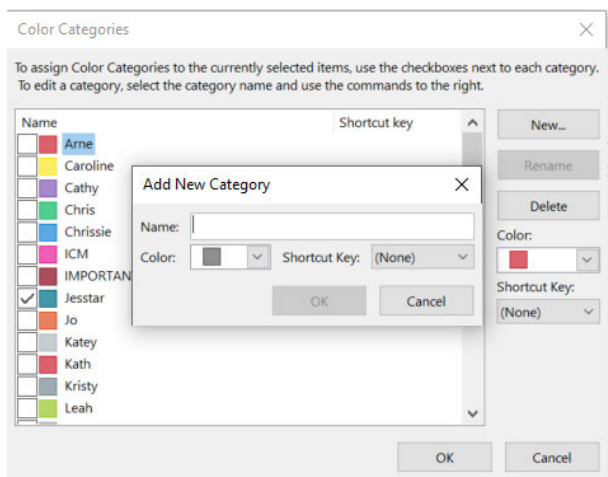 Color Categories
To assign Color Categories to the currently selected items, use the checkboxes next to each category.
To edit a category, select the category name and use the commands to the right.
Name Shortcut key
Arne
Caroline
Cathy
Chris
Chrissie
ICM
IMPORTAN
Jesstar
Jo
Katey
Kath
Kristy
Leah
Add New Category
Name:
Color: Shortcut Key: (None)
OK Cancel
New...
Rename
Delete
Color:
Shortcut Key:
(None)
OK Cancel